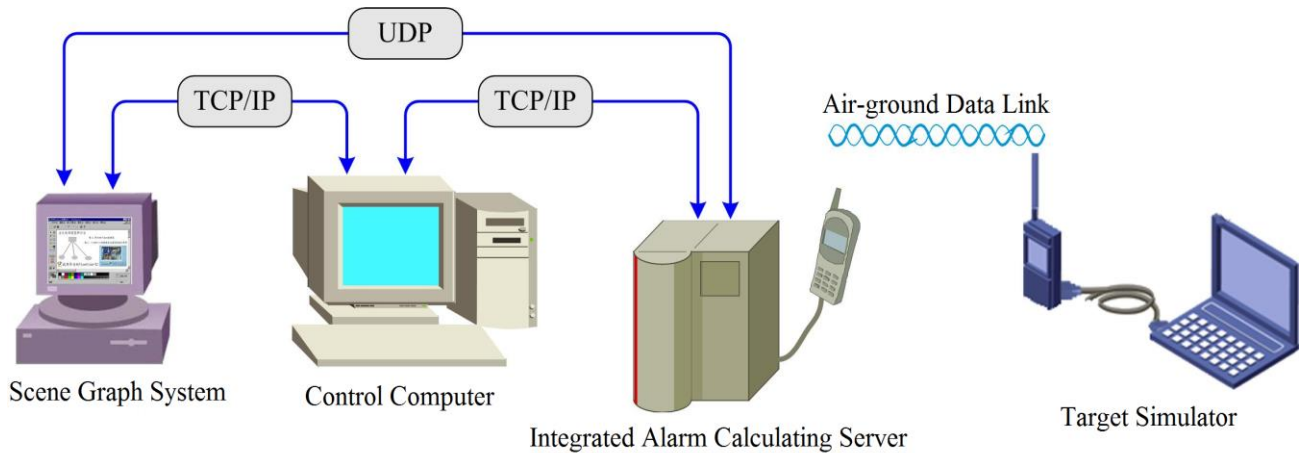 UDP
TCP/IP
TCP/IP
Air-ground Data Link
Scene Graph System
Control Computer
Integrated Alarm Calculating Server
Target Simulator